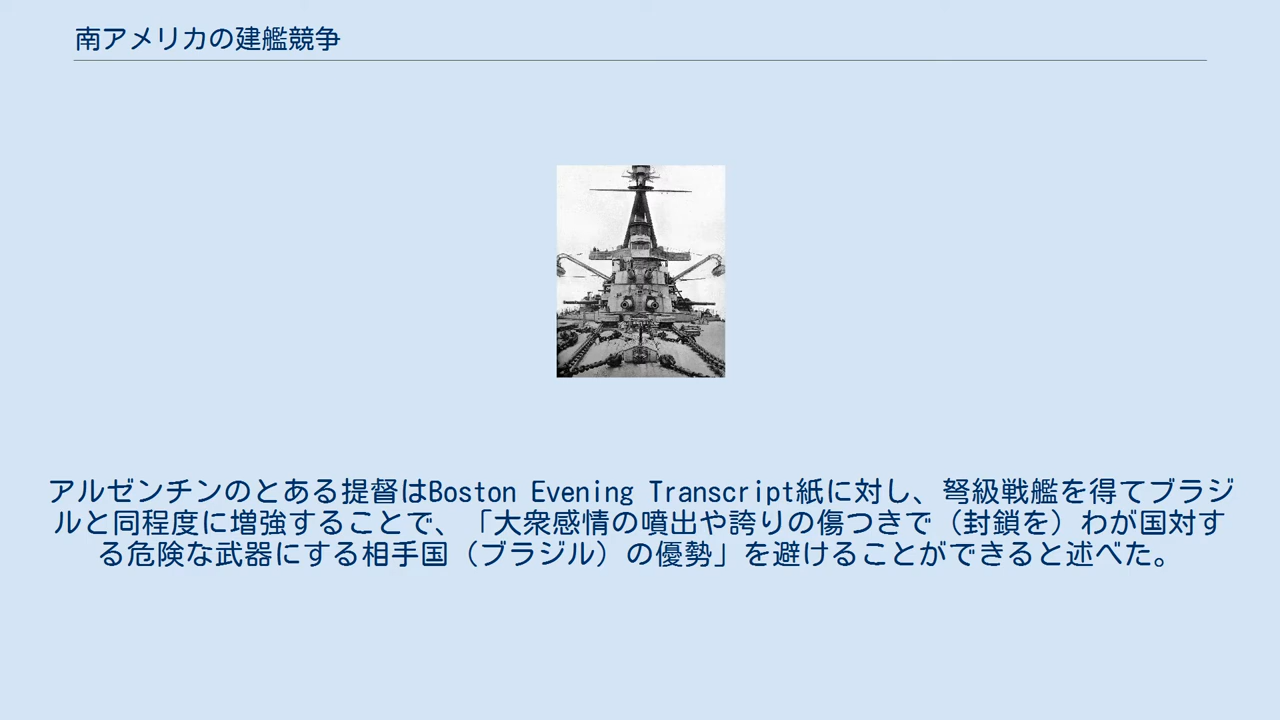 南アメリカの建艦競争
アルゼンチンのとある提督はBoston Evening Transcript紙に対し、弩級戦艦を得てブラジ
ルと同程度に増強することで、「大衆感情の噴出や誇りの傷つきで（封鎖を）わが国対す
る危険な武器にする相手国（ブラジル）の優勢」を避けることができると述べた。